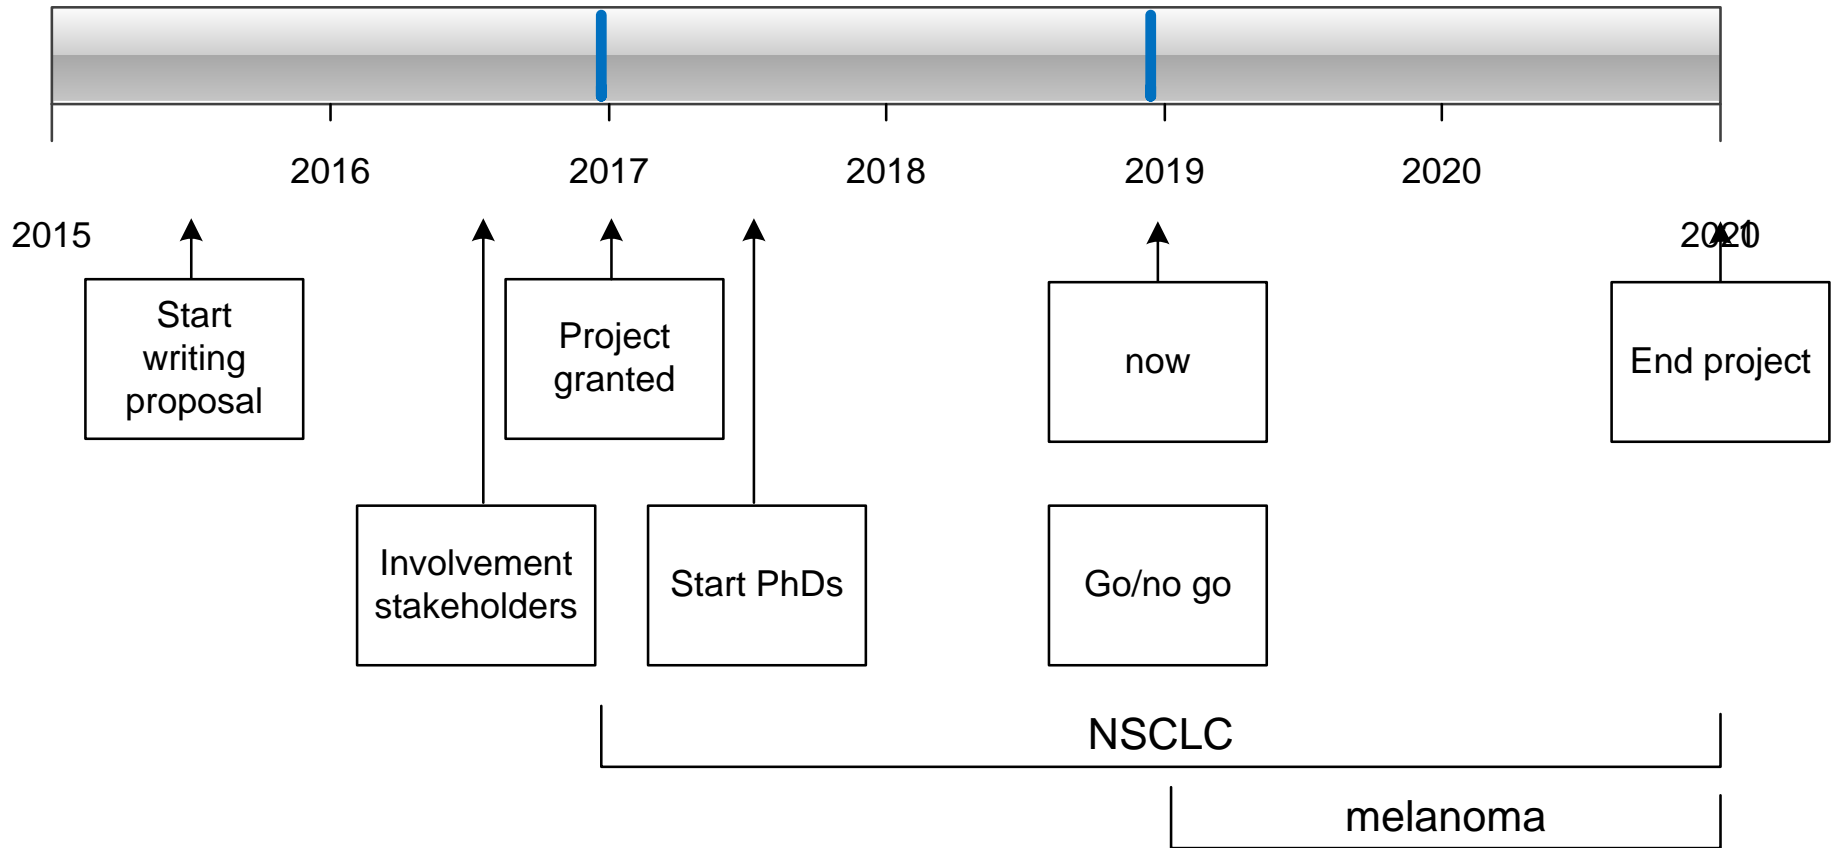 2016
2017
2018
2019
2020
2015
Start
writing
proposal
Project
granted
now
End project
Involvement
stakeholders
Start PhDs
Go/no go
NSCLC
melanoma